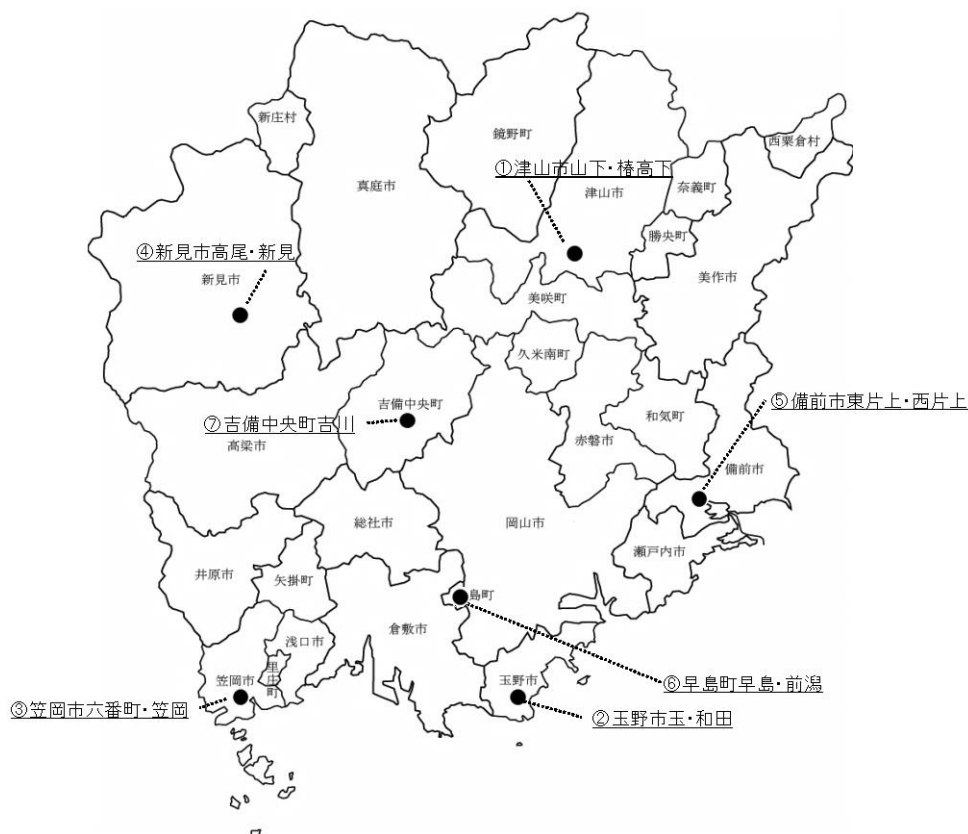 新庄村
鏡野町
西粟倉村
①津山市山下・椿高下
真庭市
津山市
奈義町
勝央町
④新見市高尾・新見
新見市
美作市
美咲町
久米南町
吉備中央町
⑤備前市東片上・西片上
⑦吉備中央町吉川
和気町
高梁市
赤磐市
備前市
総社市
岡山市
瀬戸内市
井原市
矢掛町
島町
倉敷市
浅口市
里庄町
笠岡市
玉野市
⑥早島町早島・前潟
③笠岡市六番町・笠岡
②玉野市玉・和田